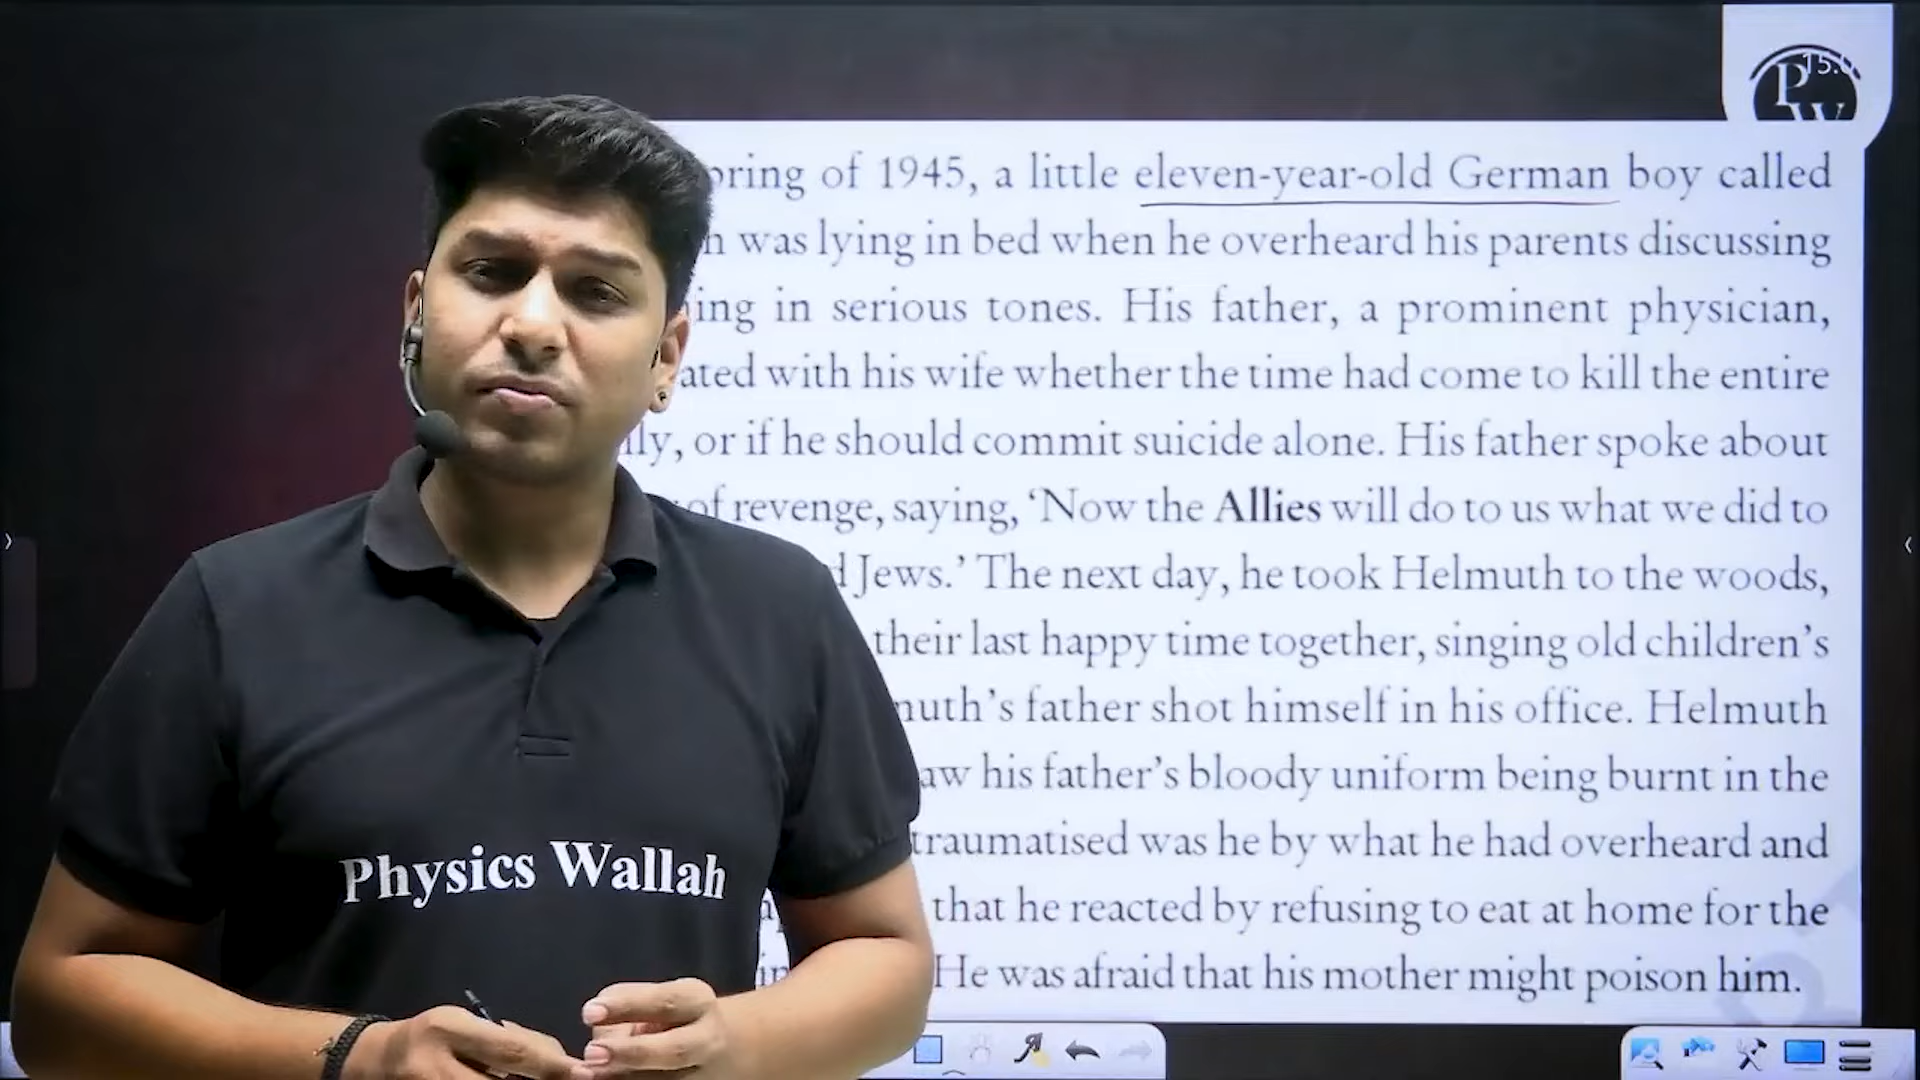 of 1945, a little eleven-year-old German boy called
was lying in bed when he overheard his parents discussing
in serious tones. His father, a prominent physician,
with his wife whether the time had come to kill the entire
or if he should commit suicide alone. His father spoke about
of revenge, saying, ‘Now the Allies will do to us what we did to
Jews.’ The next day, he took Helmuth to the woods,
their last happy time together, singing old children’s
father shot himself in his office. Helmuth
his father’s bloody uniform being burnt in the
traumatised was he by what he had overheard and
that he reacted by refusing to eat at home for the
He was afraid that his mother might poison him.
Physics Wallah
PW